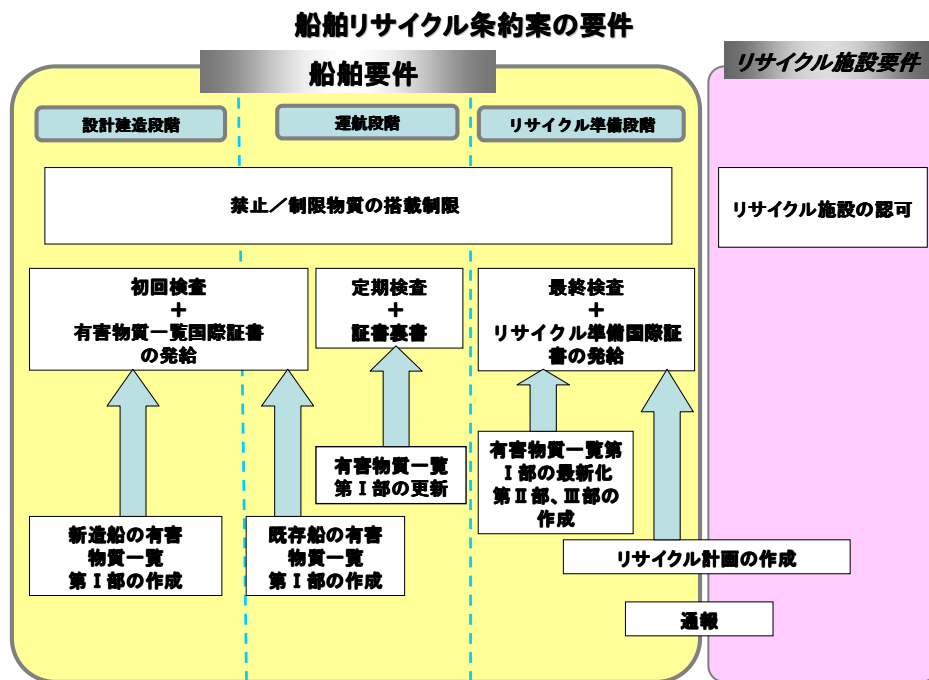 船舶リサイクル条約案の要件
船舶要件
リサイクル施設要件
設計建造段階
運航段階
リサイクル準備段階
禁止／制限物質の搭載制限
リサイクル施設の認可
初回検査
＋
有害物質一覧国際証書
の発給
定期検査
＋
証書裏書
最終検査
＋
リサイクル準備国際証
書の発給
有害物質一覧
第Ⅰ部の更新
有害物質一覧第
Ⅰ部の最新化
第Ⅱ部、Ⅲ部の
作成
新造船の有害
物質一覧
第Ⅰ部の作成
既存船の有害
物質一覧
第Ⅰ部の作成
リサイクル計画の作成
通報